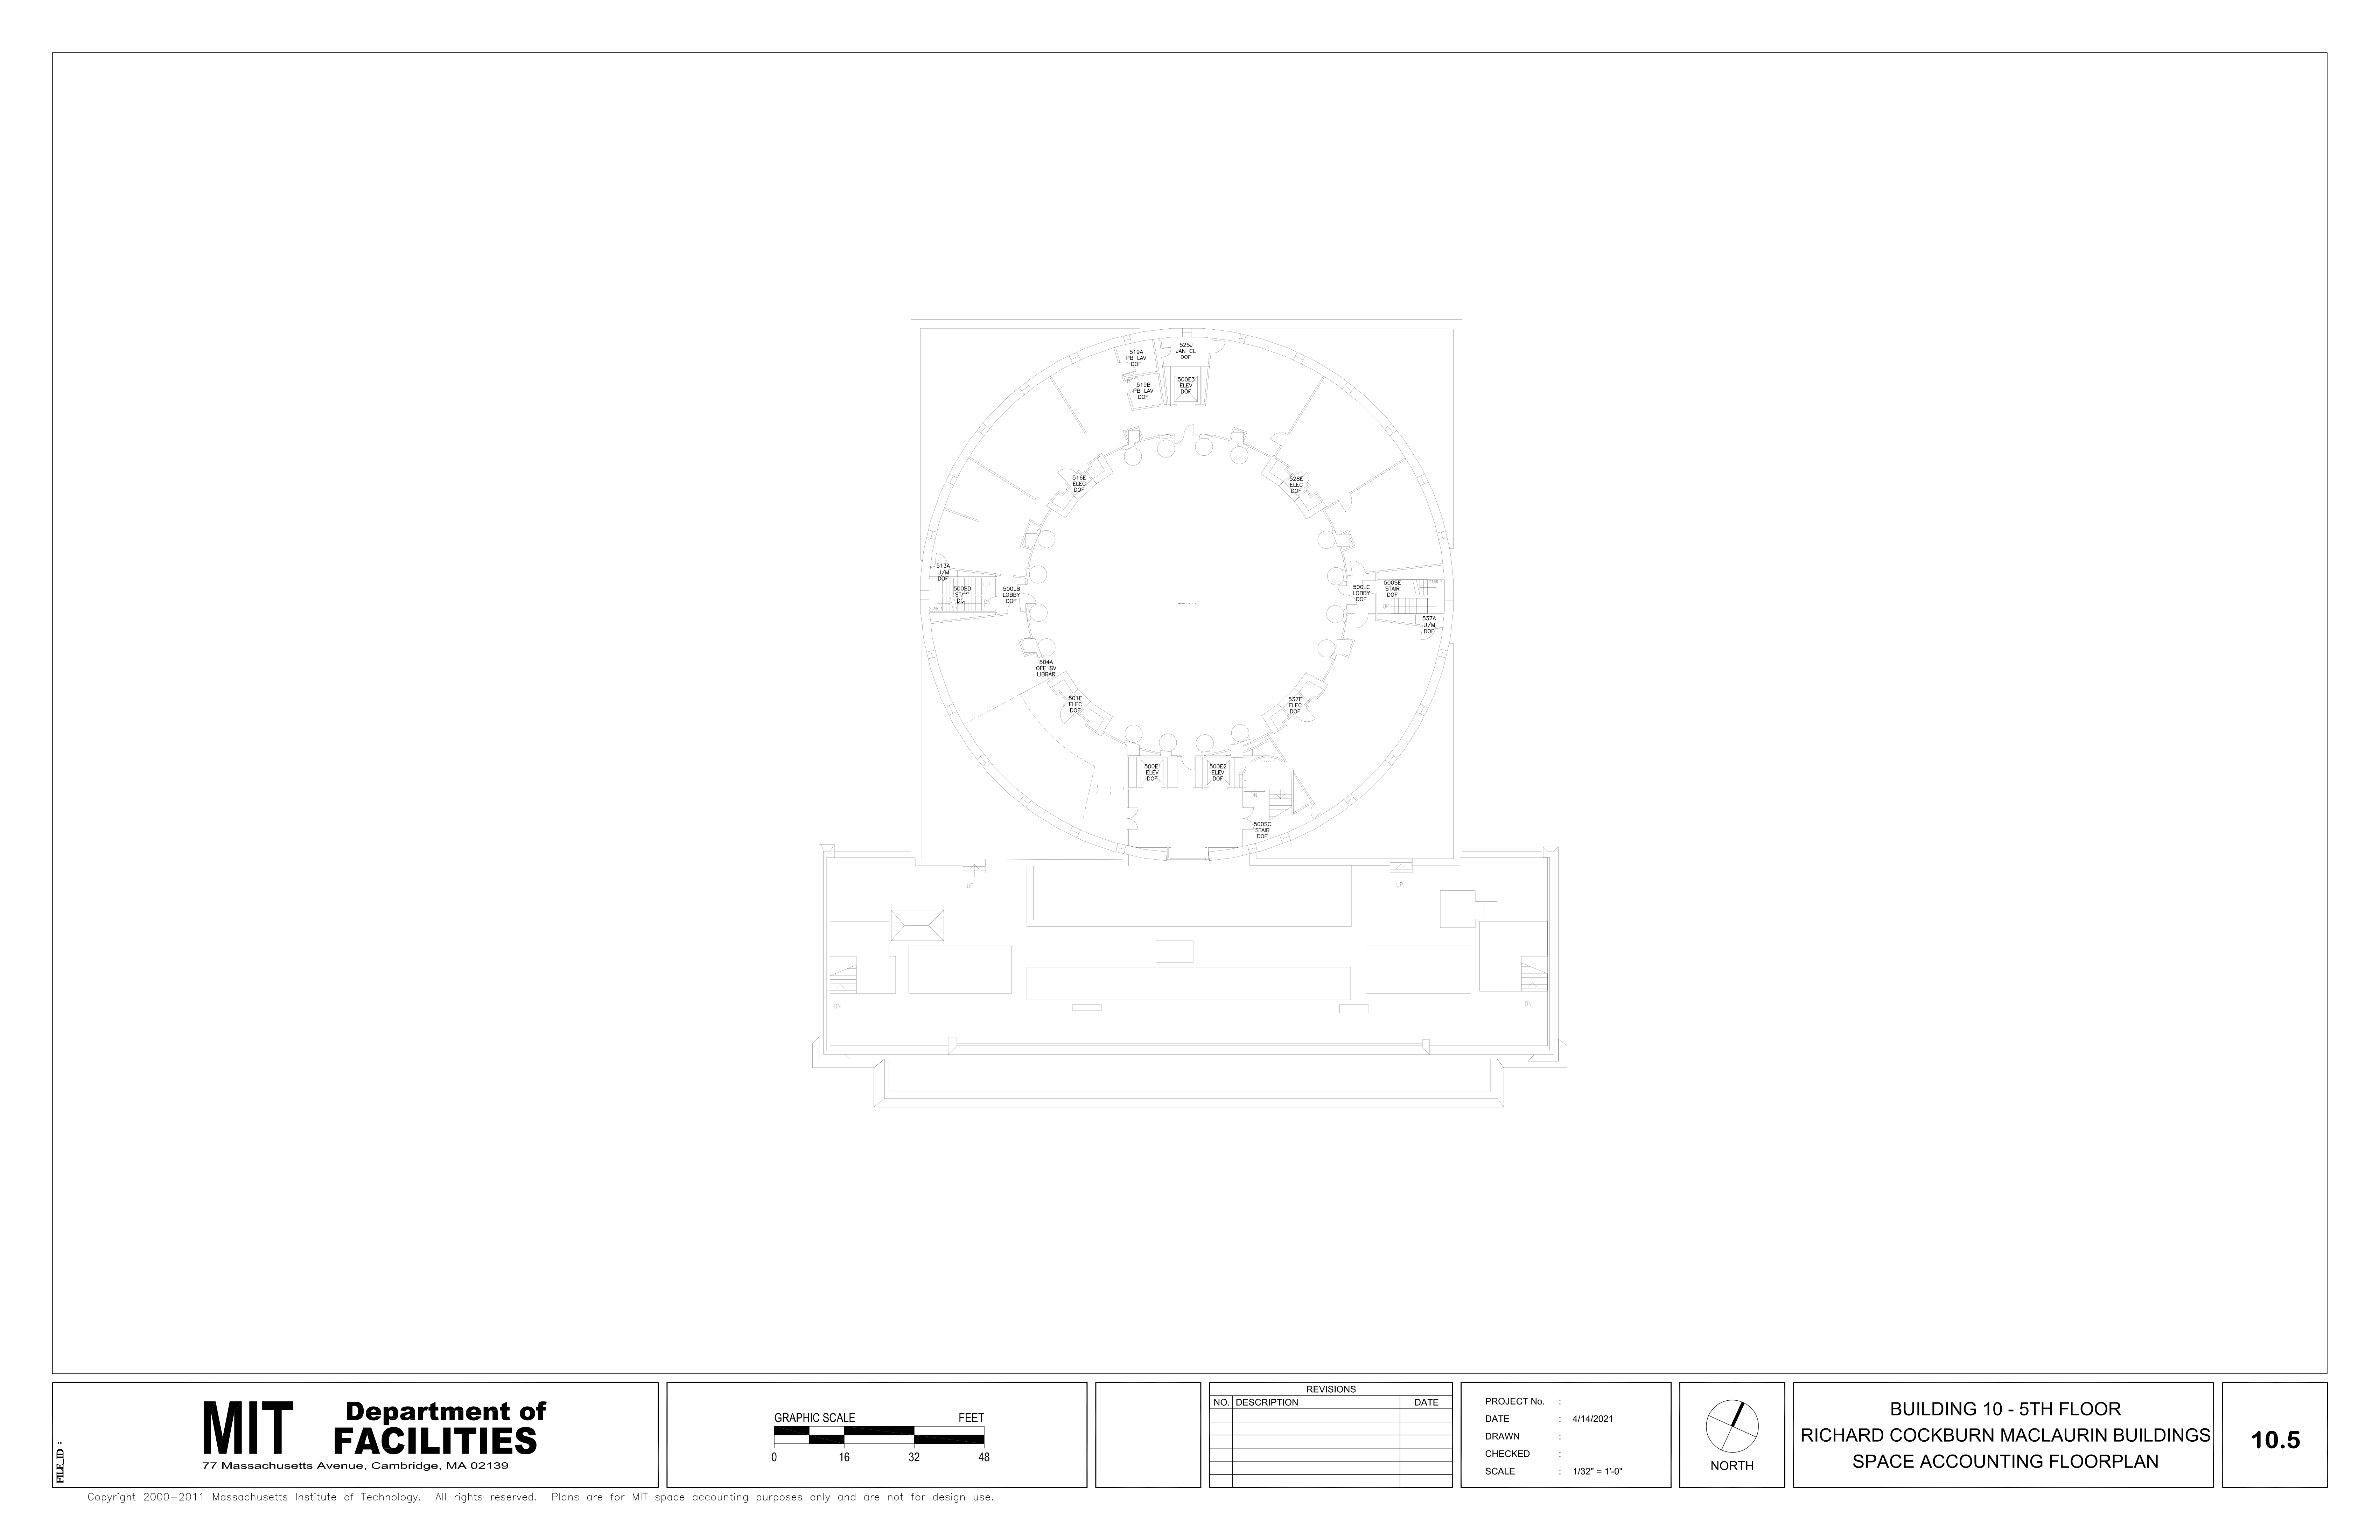 525J
JAN CL
DOF
519A
PB LAV
DOF
500E3
ELEV
DOF
519B
PB LAV
DOF
516E
ELEC
DOF
528E
ELEC
DOF
513A
U/M
DOF
500SD
UP
DN
500LB
LOBBY
DOF
500LC
LOBBY
DOF
500SE
STAIR
DOF
UP
537A
U/M
DOF
504A
OFF SV
LIBRAR
501E
ELEC
DOF
537E
ELEC
DOF
500E1
ELEV
DOF
500E2
ELEV
DOF
DN
500SC
STAIR
DOF
UP
UP
DN
DN
FILE_ID :
MIT
Department of
FACILITIES
77 Massachusetts Avenue, Cambridge, MA 02139
GRAPHIC SCALE FEET
0 16 32 48
REVISIONS
NO. DESCRIPTION DATE
PROJECT No. :
DATE : 4/14/2021
DRAWN :
CHECKED :
SCALE : 1/32" = 1'-0"
NORTH
BUILDING 10 - 5TH FLOOR
RICHARD COCKBURN MACLAURIN BUILDINGS
SPACE ACCOUNTING FLOORPLAN
10.5
Copyright 2000-2011 Massachusetts Institute of Technology. All rights reserved. Plans are for MIT space accounting purposes only and are not for design use.